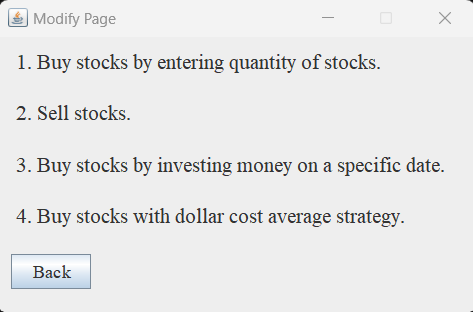 Modify Page
1. Buy stocks by entering quantity of stocks.
2. Sell stocks.
3. Buy stocks by investing money on a specific date.
4. Buy stocks with dollar cost average strategy.
Back